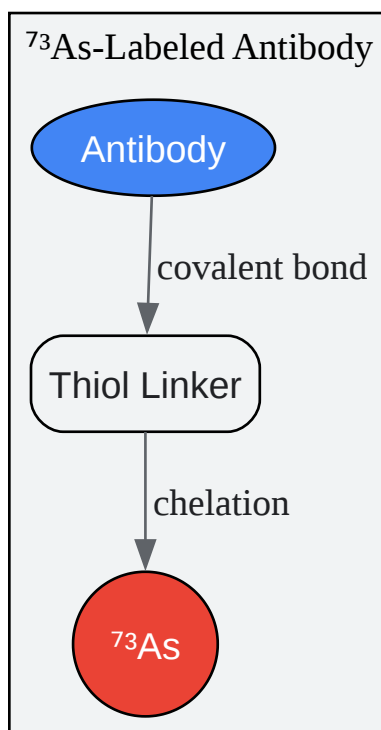 ⁷³As-Labeled Antibody
Antibody
covalent bond
Thiol Linker
chelation
⁷³As